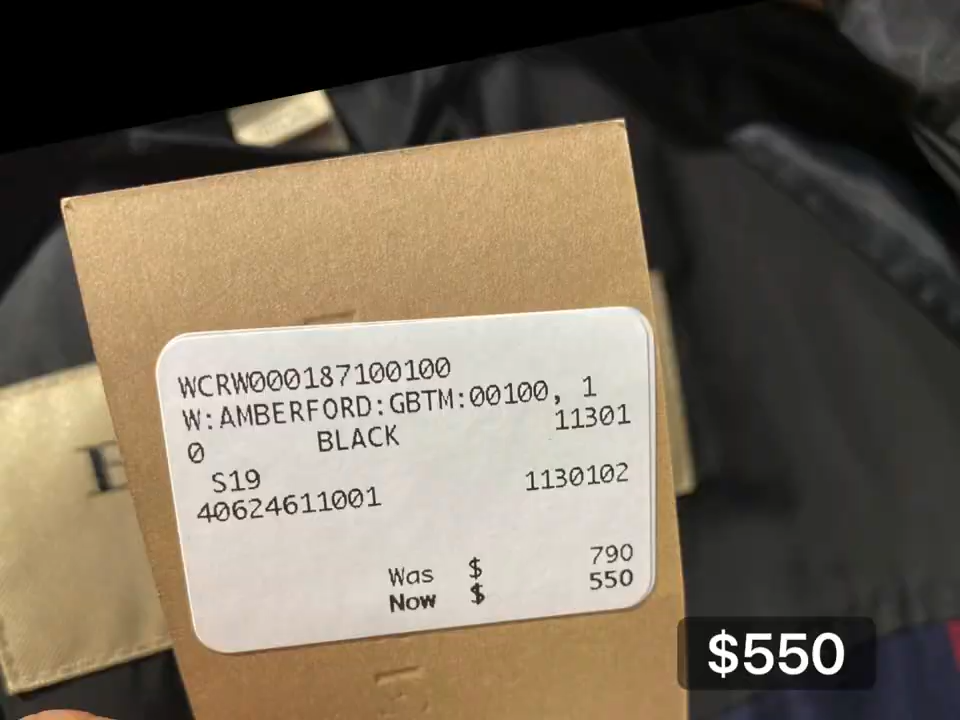 WCRW000187100100
W:AMBERFORD:GBTM:00100, 1
0 BLACK 11301
S19
40624611001 1130102
Was $ 790
Now $ 550
$550